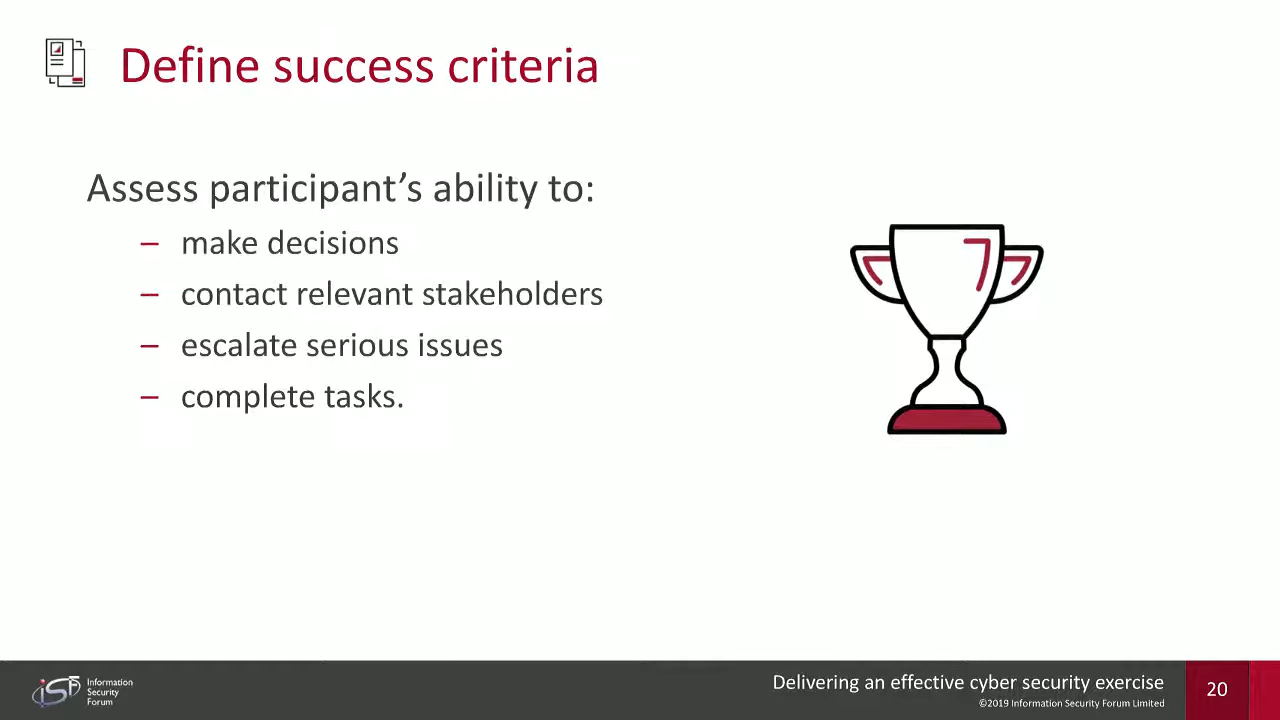 Define success criteria
Assess participant’s ability to:
– make decisions
– contact relevant stakeholders
– escalate serious issues
– complete tasks.
iSF
Information
Security
Forum
Delivering an effective cyber security exercise
©2019 Information Security Forum Limited
20